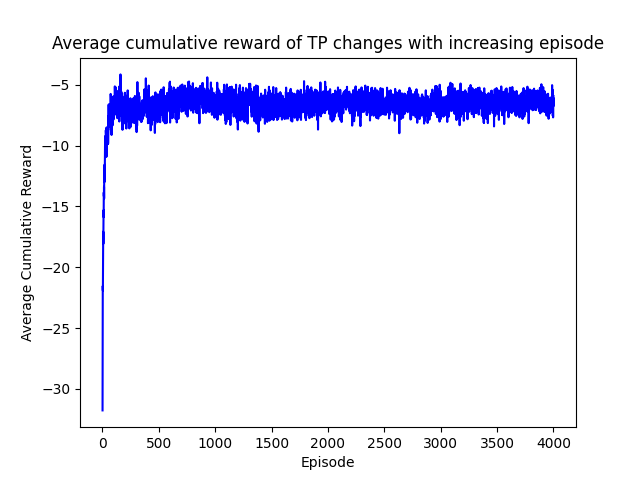 Average cumulative reward of TP changes with increasing episode
Average Cumulative Reward
−5
−10
−15
−20
−25
−30
0 500 1000 1500 2000 2500 3000 3500 4000
Episode